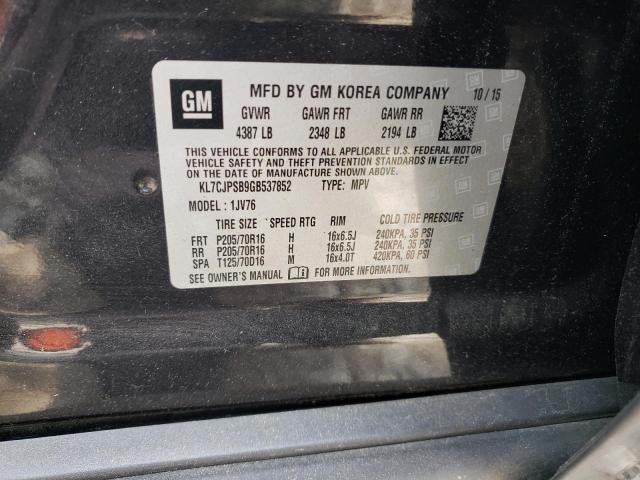 GM
MFD BY GM KOREA COMPANY 10 / 15
GVWR GAWR FRT GAWR RR
4387 LB 2348 LB 2194 LB
THIS VEHICLE CONFORMS TO ALL APPLICABLE U.S. FEDERAL MOTOR
VEHICLE SAFETY AND THEFT PREVENTION STANDARDS IN EFFECT
ON THE DATE OF MANUFACTURE SHOWN ABOVE.
KL7CJPSB9GB537852 TYPE: MPV
MODEL : 1JV76
TIRE SIZE SPEED RTG RIM COLD TIRE PRESSURE
FRT P205/70R16 H 16x6.5J 240KPA, 35 PSI
RR P205/70R16 H 16x6.5J 240KPA, 35 PSI
SPA T125/70D16 M 16x4.0T 420KPA, 60 PSI
SEE OWNER'S MANUAL FOR MORE INFORMATION.